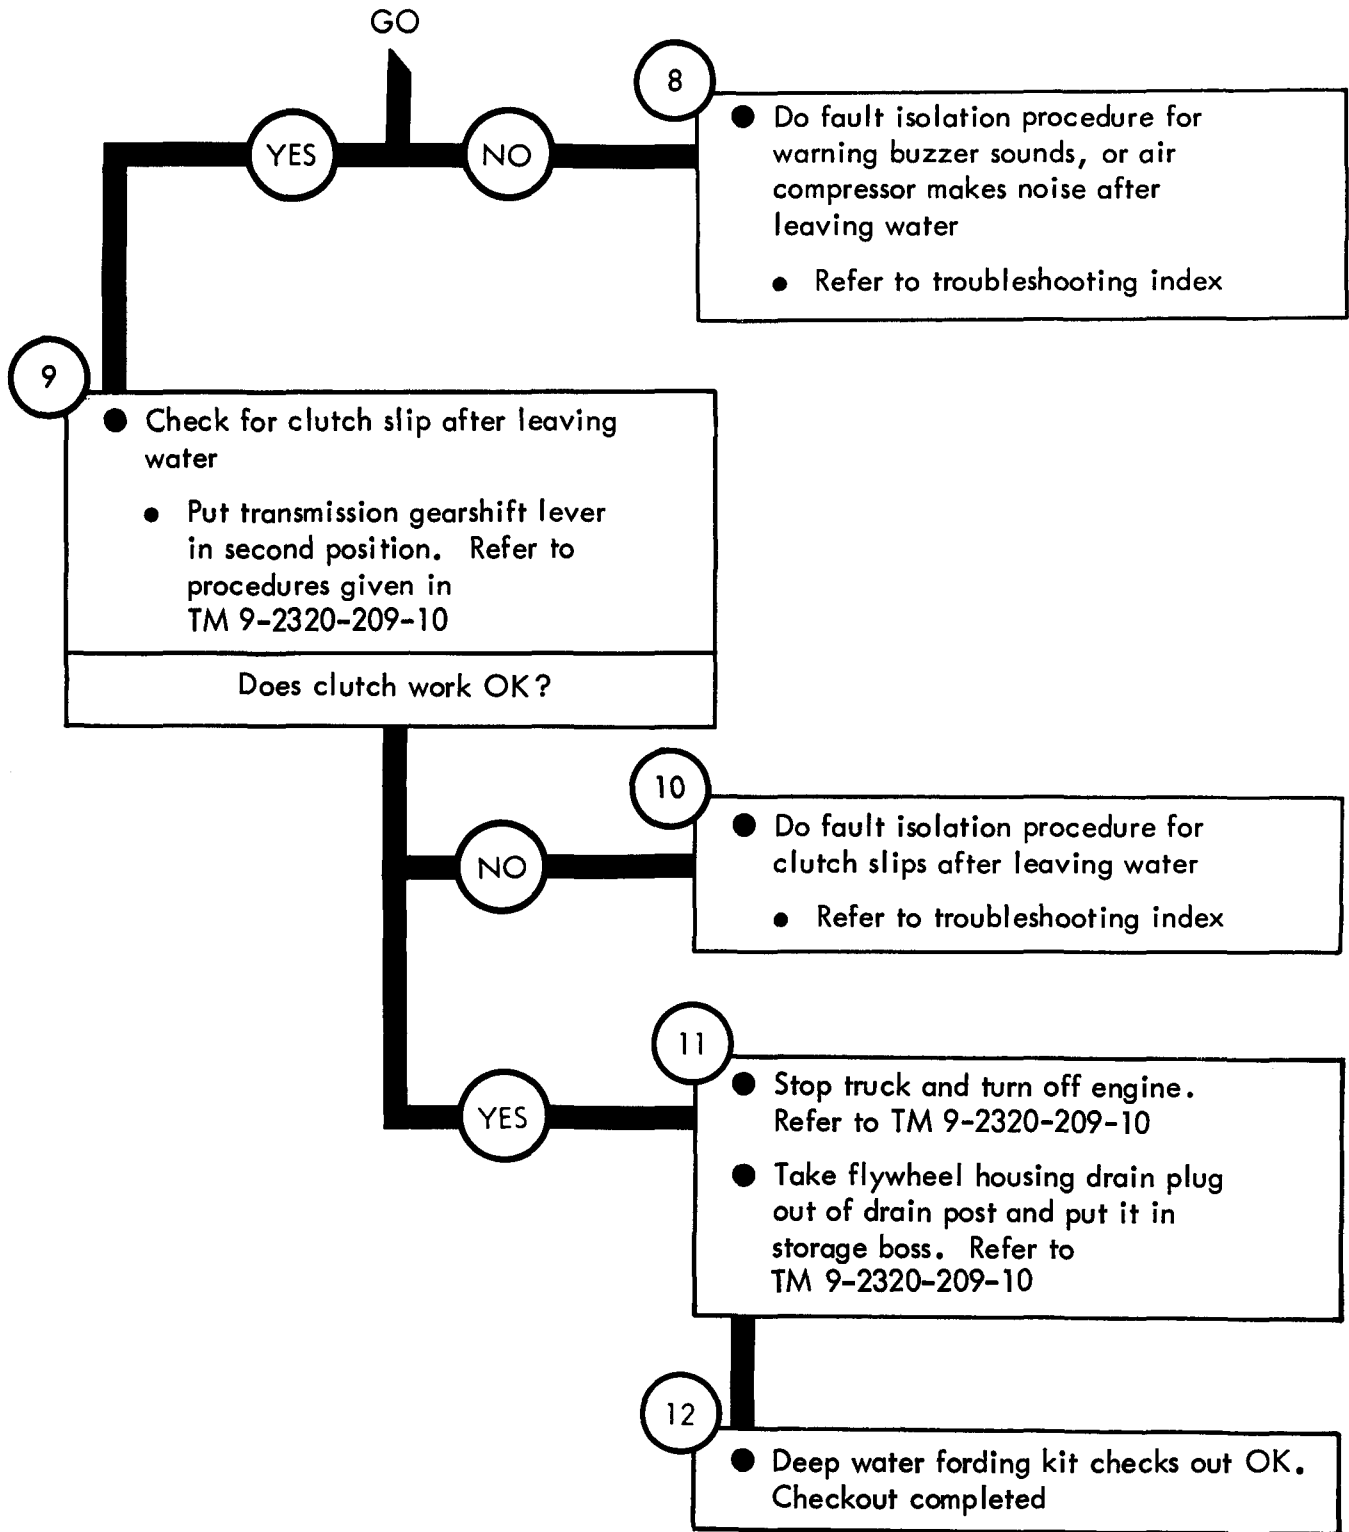 GO
YES
NO
8
● Do fault isolation procedure for
warning buzzer sounds, or air
compressor makes noise after
leaving water
● Refer to troubleshooting index
9
● Check for clutch slip after leaving
water
● Put transmission gearshift lever
in second position. Refer to
procedures given in
TM 9-2320-209-10
Does clutch work OK?
NO
10
● Do fault isolation procedure for
clutch slips after leaving water
● Refer to troubleshooting index
YES
11
● Stop truck and turn off engine.
Refer to TM 9-2320-209-10
● Take flywheel housing drain plug
out of drain post and put it in
storage boss. Refer to
TM 9-2320-209-10
12
● Deep water fording kit checks out OK.
Checkout completed